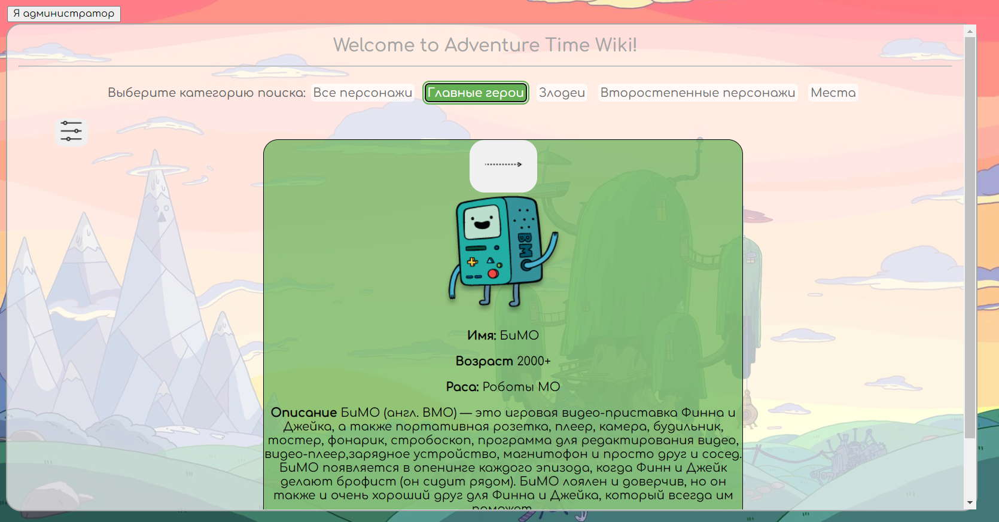 Я администратор
Welcome to Adventure Time Wiki!
Выберите категорию поиска: Все персонажи Главные герои Злодеи Второстепенные персонажи Места
BMO
Имя: БиМО
Возраст 2000+
Раса: Роботы МО
Описание БиМО (англ. BMO) — это игровая видео-приставка Финна и
Джейка, а также портативная розетка, плеер, камера, будильник,
тостер, фонарик, стробоскоп, программа для редактирования видео,
видео-плеер,зарядное устройство, магнитофон и просто друг и сосед.
БиМО появляется в опенинге каждого эпизода, когда Финн и Джейк
делают брофист (он сидит рядом). БиМО лоялен и доверчив, но он
также и очень хороший друг для Финна и Джейка, который всегда им
поможет